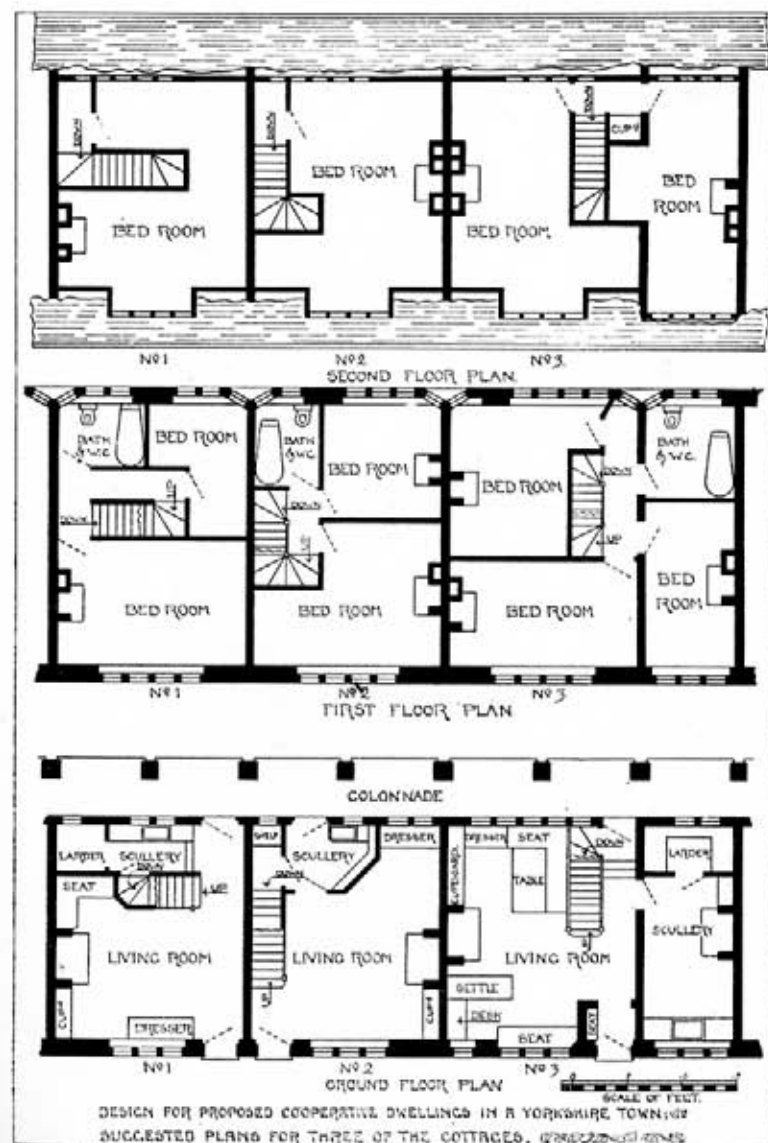 DOWN
DOWN
DOWN
CUPD
BED ROOM
BED ROOM
BED ROOM
BED ROOM
Nº1
Nº2
Nº3.
SECOND FLOOR PLAN
BATH & W.C.
BED ROOM
BATH & W.C.
BED ROOM
BED ROOM
BATH & W.C.
DOWN
UP
DOWN
UP
DOWN
UP
BED ROOM
BED ROOM
BED ROOM
BED ROOM
Nº1
Nº2
Nº3
FIRST FLOOR PLAN
COLONNADE
LARDER
SCULLERY
SCULLERY
DRESSER
DRESSER
SEAT
LARDER
DOWN
DOWN
DOWN
SEAT
UP
CUPBOARD
TABLE
LIVING ROOM
LIVING ROOM
LIVING ROOM
SCULLERY
UP
UP
SETTLE
DESK
CUPD
DRESSER
CUPD
SEAT
SEAT
Nº1
Nº2
Nº3
GROUND FLOOR PLAN
SCALE OF FEET.
DESIGN FOR PROPOSED COOPERATIVE DWELLINGS IN A YORKSHIRE TOWN
SUGGESTED PLANS FOR THREE OF THE COTTAGES.